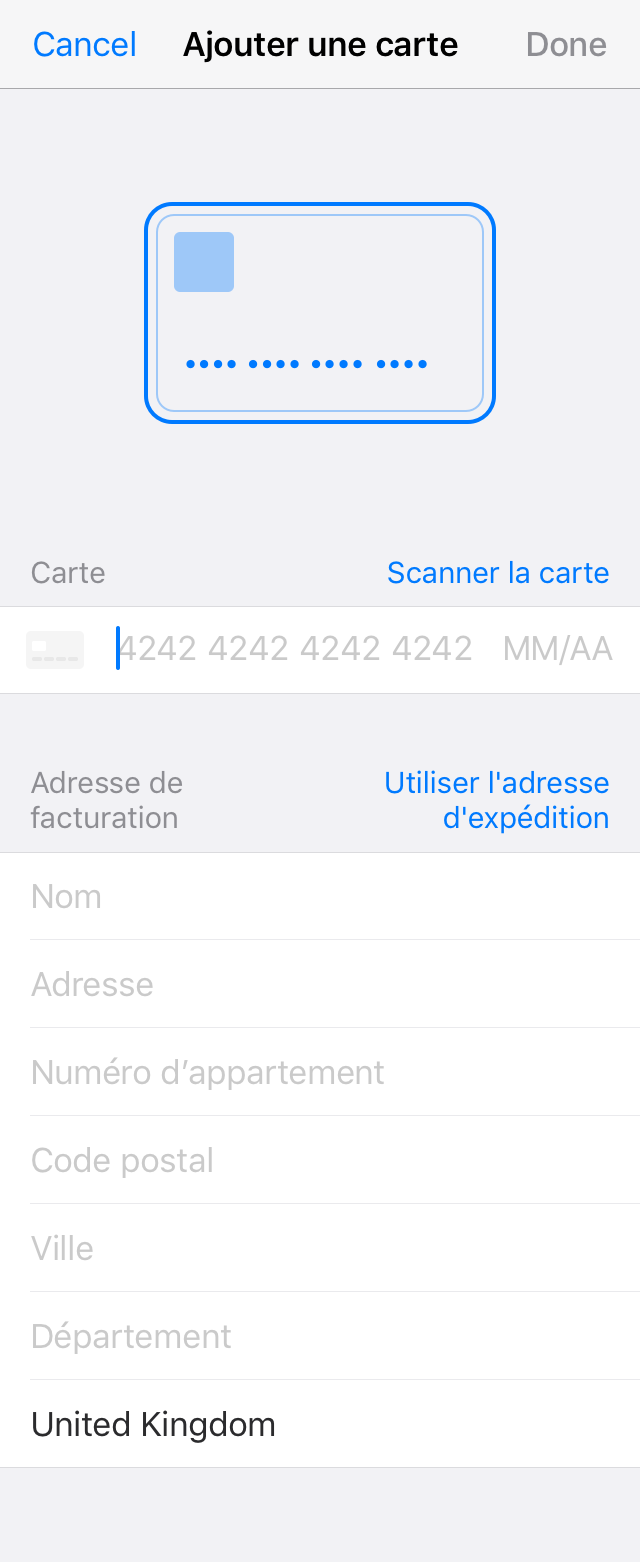 Cancel Ajouter une carte Done
Carte Scanner la carte
4242 4242 4242 4242 MM/AA
Adresse de facturation
Utiliser l'adresse d'expédition
Nom
Adresse
Numéro d’appartement
Code postal
Ville
Département
United Kingdom